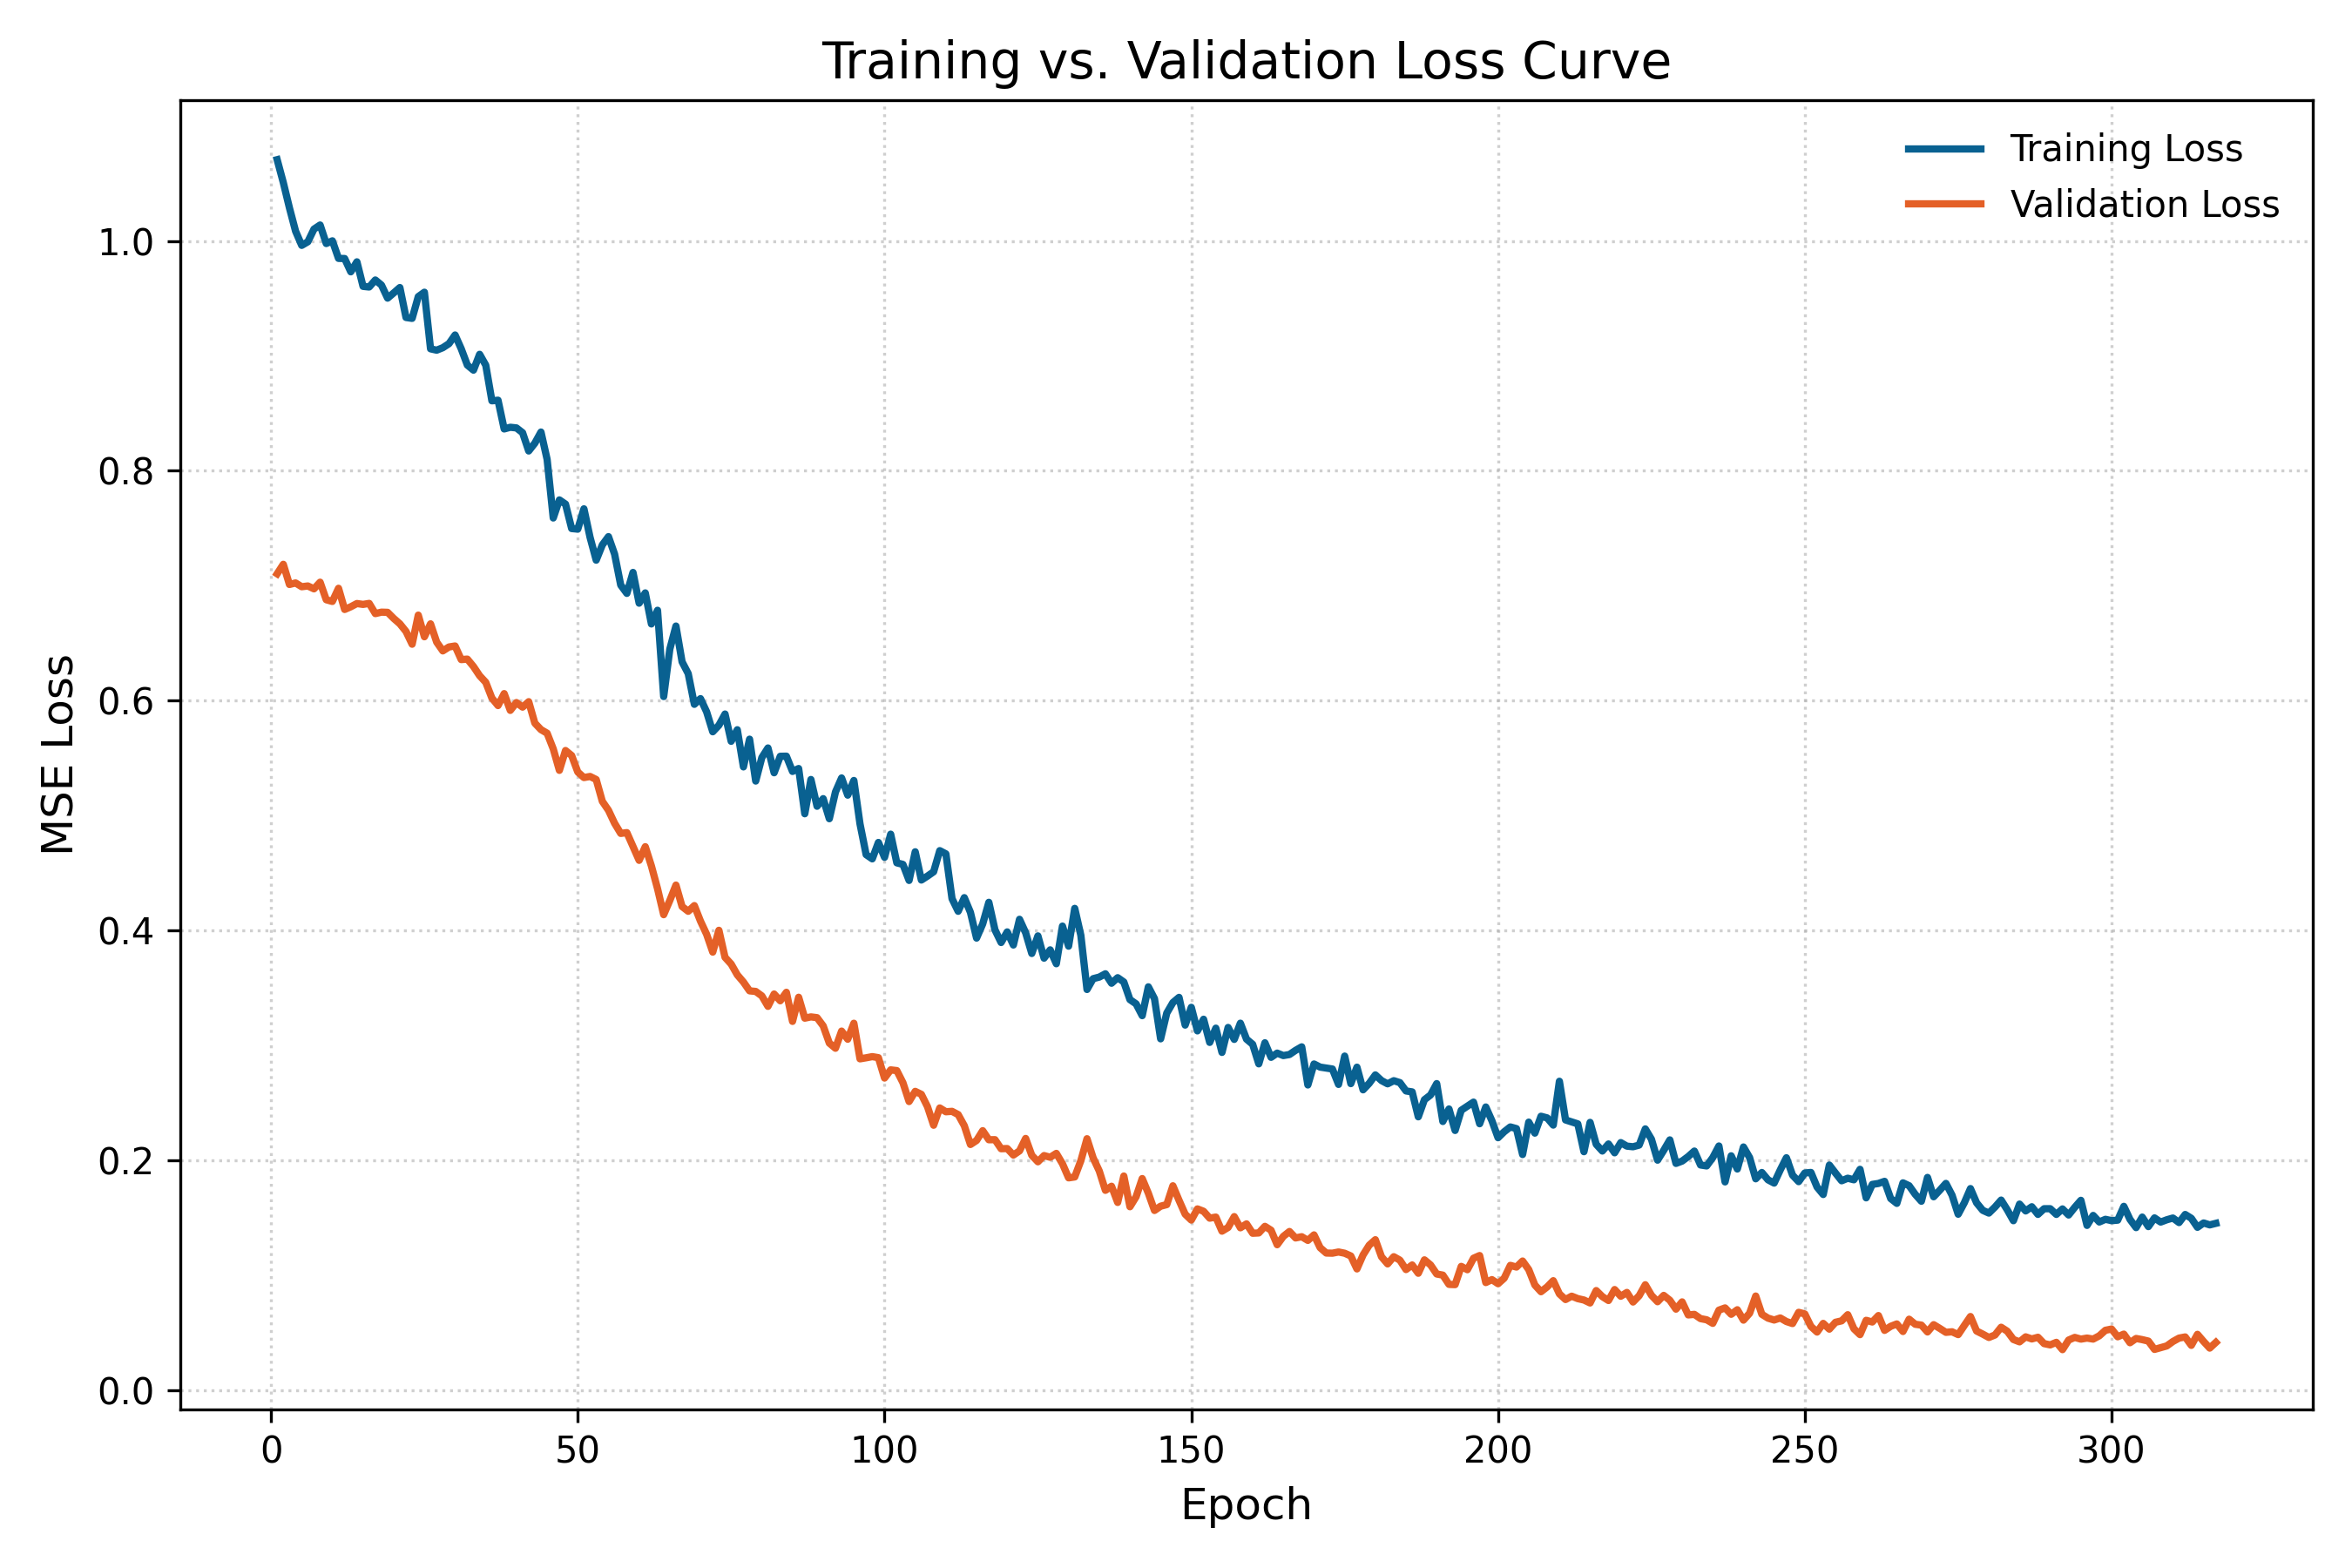 Training vs. Validation Loss Curve
Training Loss
Validation Loss
MSE Loss
1.0
0.8
0.6
0.4
0.2
0.0
0 50 100 150 200 250 300
Epoch